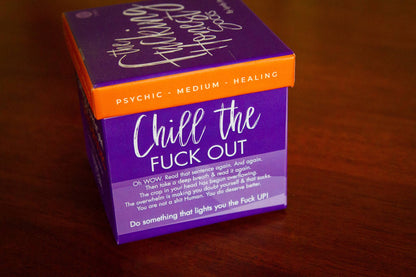 the
Fucking
Honest
PSYCHIC - MEDIUM - HEALING
Chill the
FUCK OUT
Oh WOW. Read that sentence again. And again.
Then take a deep breath & read it again.
The crap in your head has begun overflowing.
The overwhelm is making you doubt yourself & that sucks.
You are not a shit Human. You do deserve better.
Do something that lights you the Fuck UP!